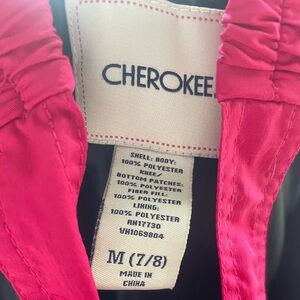 CHEROKEE.
SHELL: BODY:
100% POLYESTER
KNEE/
BOTTOM PATCHES:
100% POLYESTER
FIBER FILL:
100% POLYESTER
LINING:
100% POLYESTER
RN17730
VN1069804
M (7/8)
MADE IN
CHINA